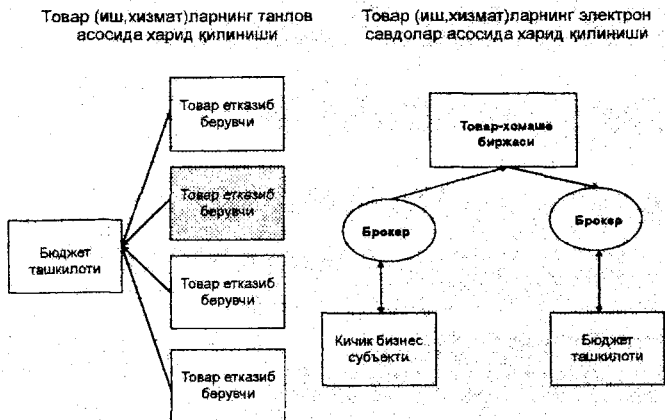 Товар (иш,хизмат)ларнинг танлов
асосида харид қилиниши
Товар (иш,хизмат)ларнинг электрон
савдолар асосида харид қилиниши
Товар етказиб
берувчи
Товар етказиб
берувчи
Бюджет
ташкилоти
Товар етказиб
берувчи
Товар етказиб
берувчи
Товар-хомашё
биржаси
Брокер
Брокер
Кичик бизнес
субъекти
Бюджет
ташкилоти